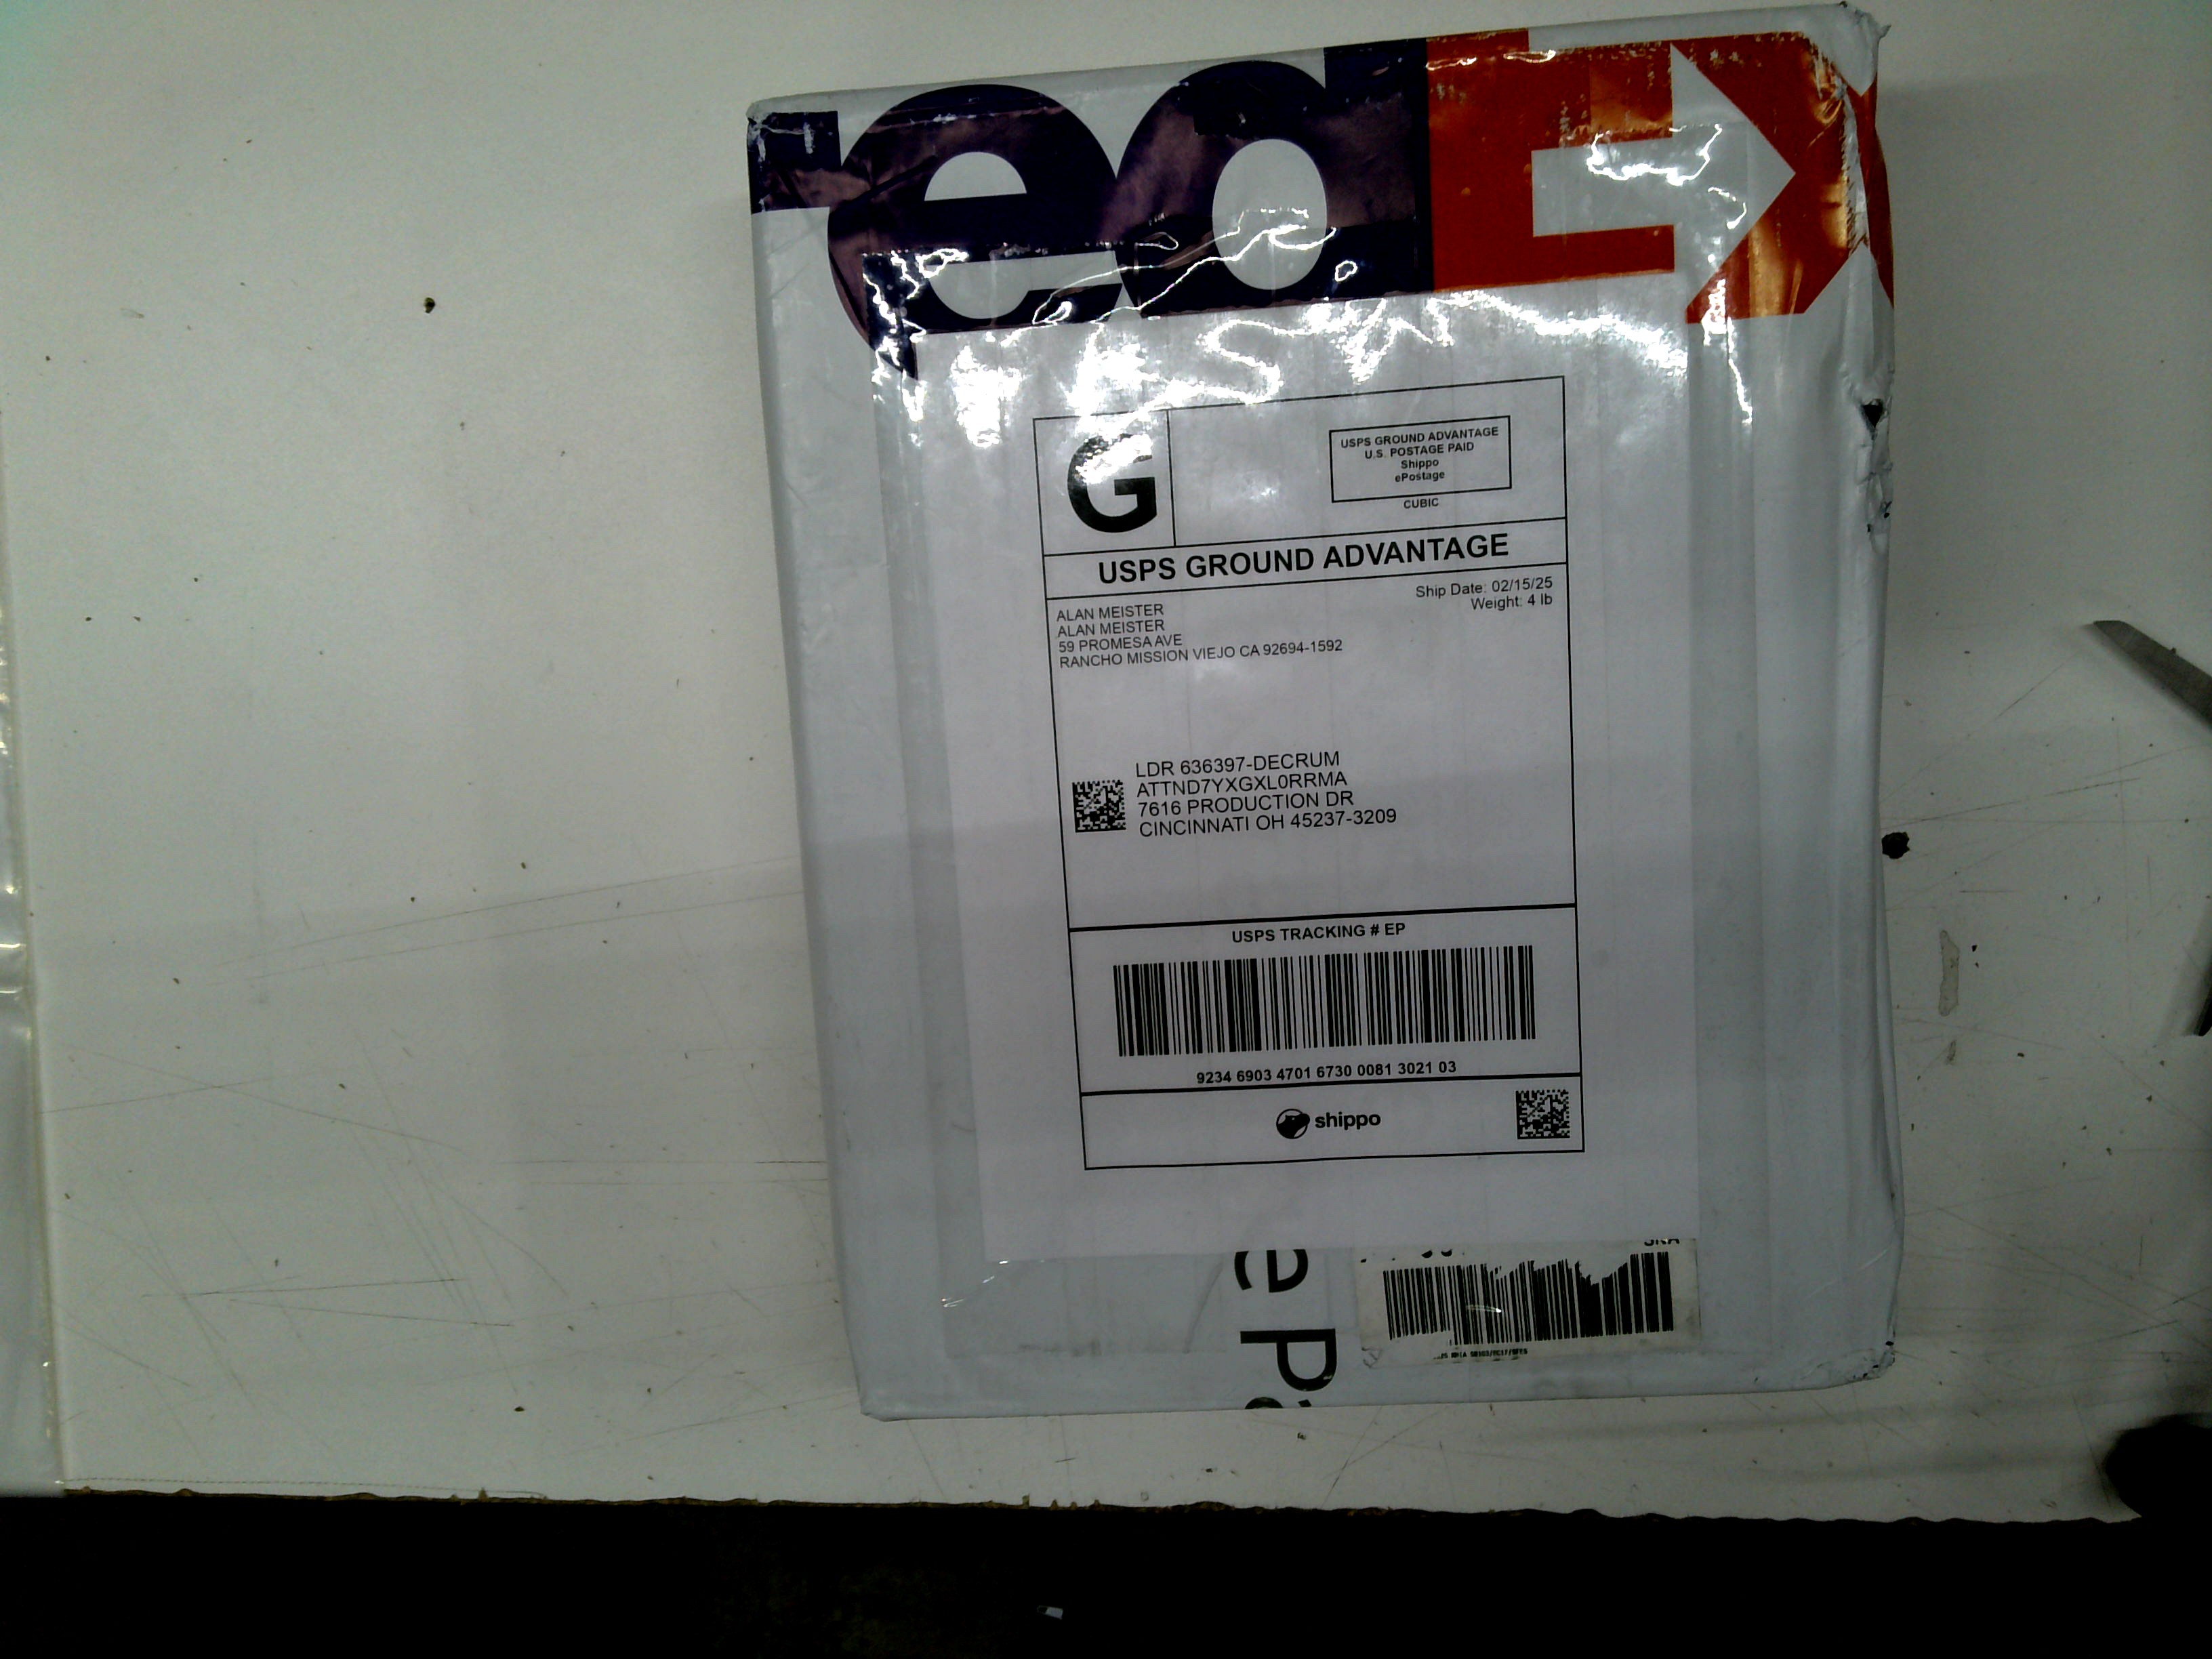 FedEx
G
USPS GROUND ADVANTAGE
U.S. POSTAGE PAID
Shippo
ePostage
CUBIC
USPS GROUND ADVANTAGE
Ship Date: 02/15/25
Weight: 4 lb
ALAN MEISTER
ALAN MEISTER
59 PROMESA AVE
RANCHO MISSION VIEJO CA 92694-1592
LDR 636397-DECRUM
ATTND7YXGXL0RRMA
7616 PRODUCTION DR
CINCINNATI OH 45237-3209
USPS TRACKING # EP
9234 6903 4701 6730 0081 3021 03
shippo
e Pa